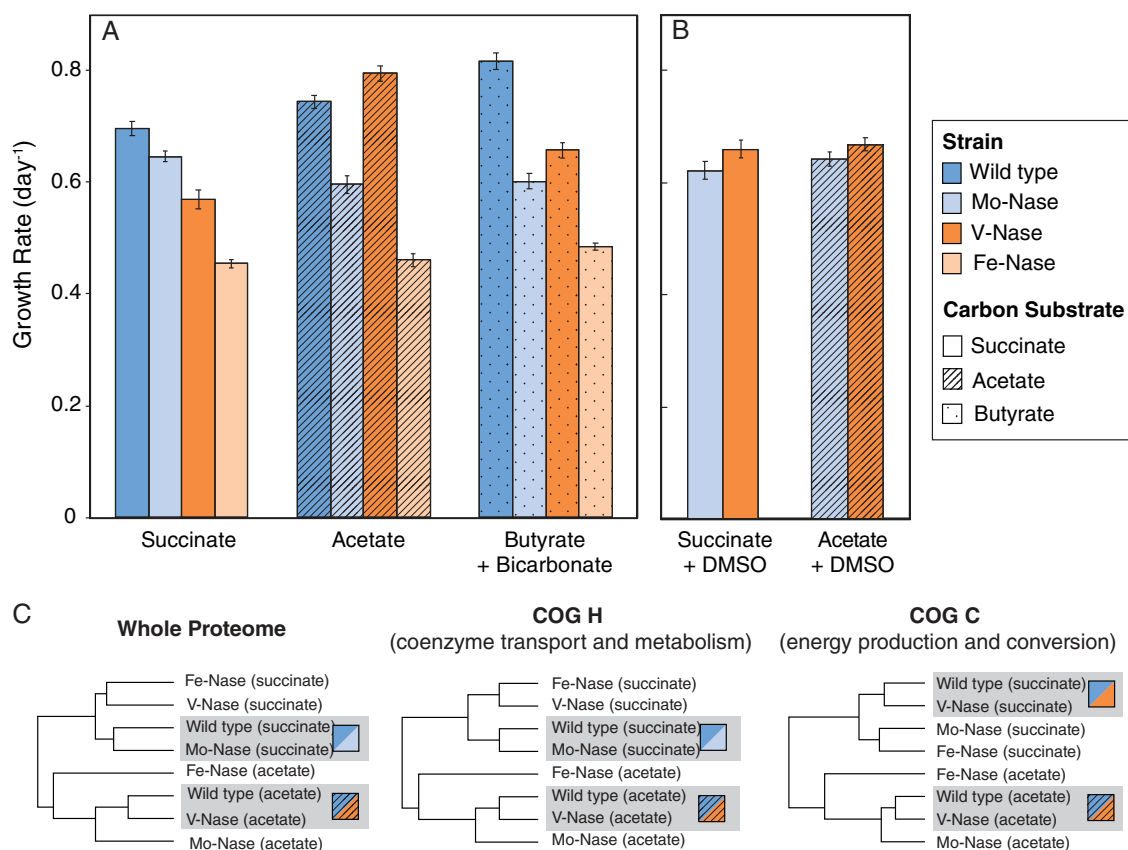 A
B
Growth Rate (day-1)
0.8
0.6
0.4
0.2
0
Succinate
Acetate
Butyrate
+ Bicarbonate
Succinate
+ DMSO
Acetate
+ DMSO
Strain
Wild type
Mo-Nase
V-Nase
Fe-Nase
Carbon Substrate
Succinate
Acetate
Butyrate
C
Whole Proteome
Fe-Nase (succinate)
V-Nase (succinate)
Wild type (succinate)
Mo-Nase (succinate)
Fe-Nase (acetate)
Wild type (acetate)
V-Nase (acetate)
Mo-Nase (acetate)
COG H
(coenzyme transport and metabolism)
Fe-Nase (succinate)
V-Nase (succinate)
Wild type (succinate)
Mo-Nase (succinate)
Fe-Nase (acetate)
Wild type (acetate)
V-Nase (acetate)
Mo-Nase (acetate)
COG C
(energy production and conversion)
Wild type (succinate)
V-Nase (succinate)
Mo-Nase (succinate)
Fe-Nase (succinate)
Fe-Nase (acetate)
Wild type (acetate)
V-Nase (acetate)
Mo-Nase (acetate)